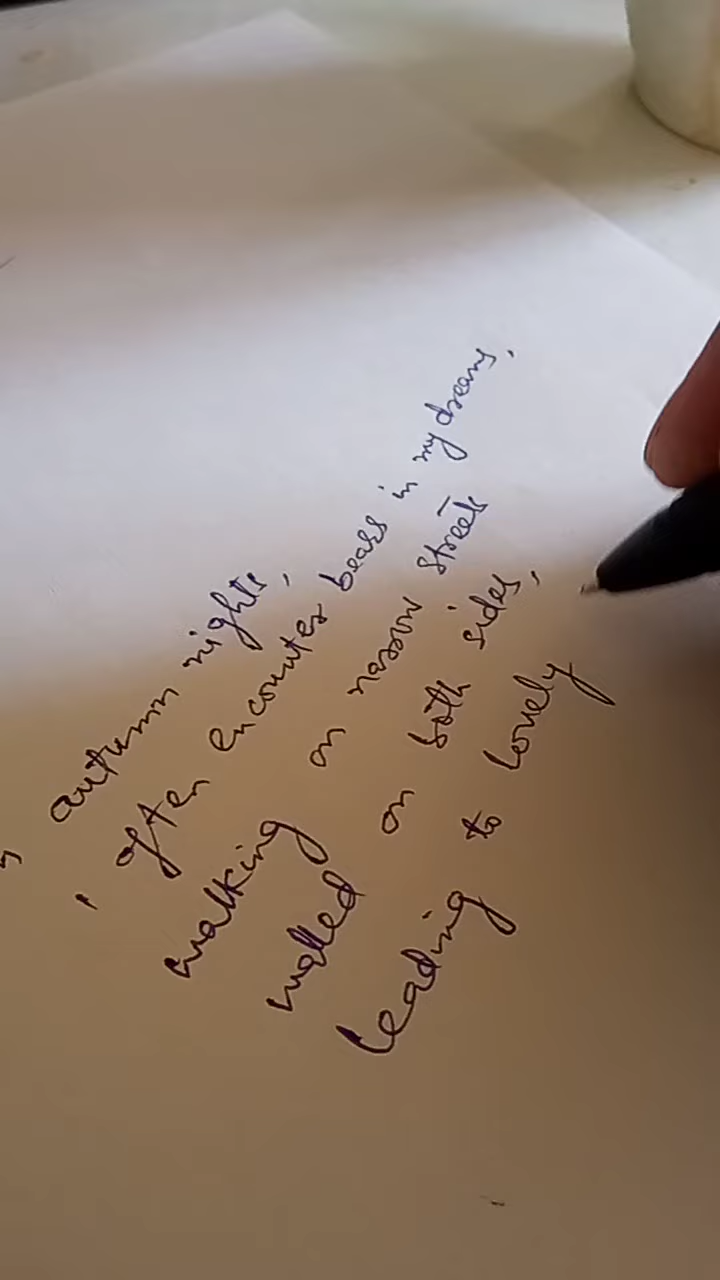 autumn nights,
I often encounter bears in my dreams,
walking on narrow streets
walled on both sides,
leading to lovely